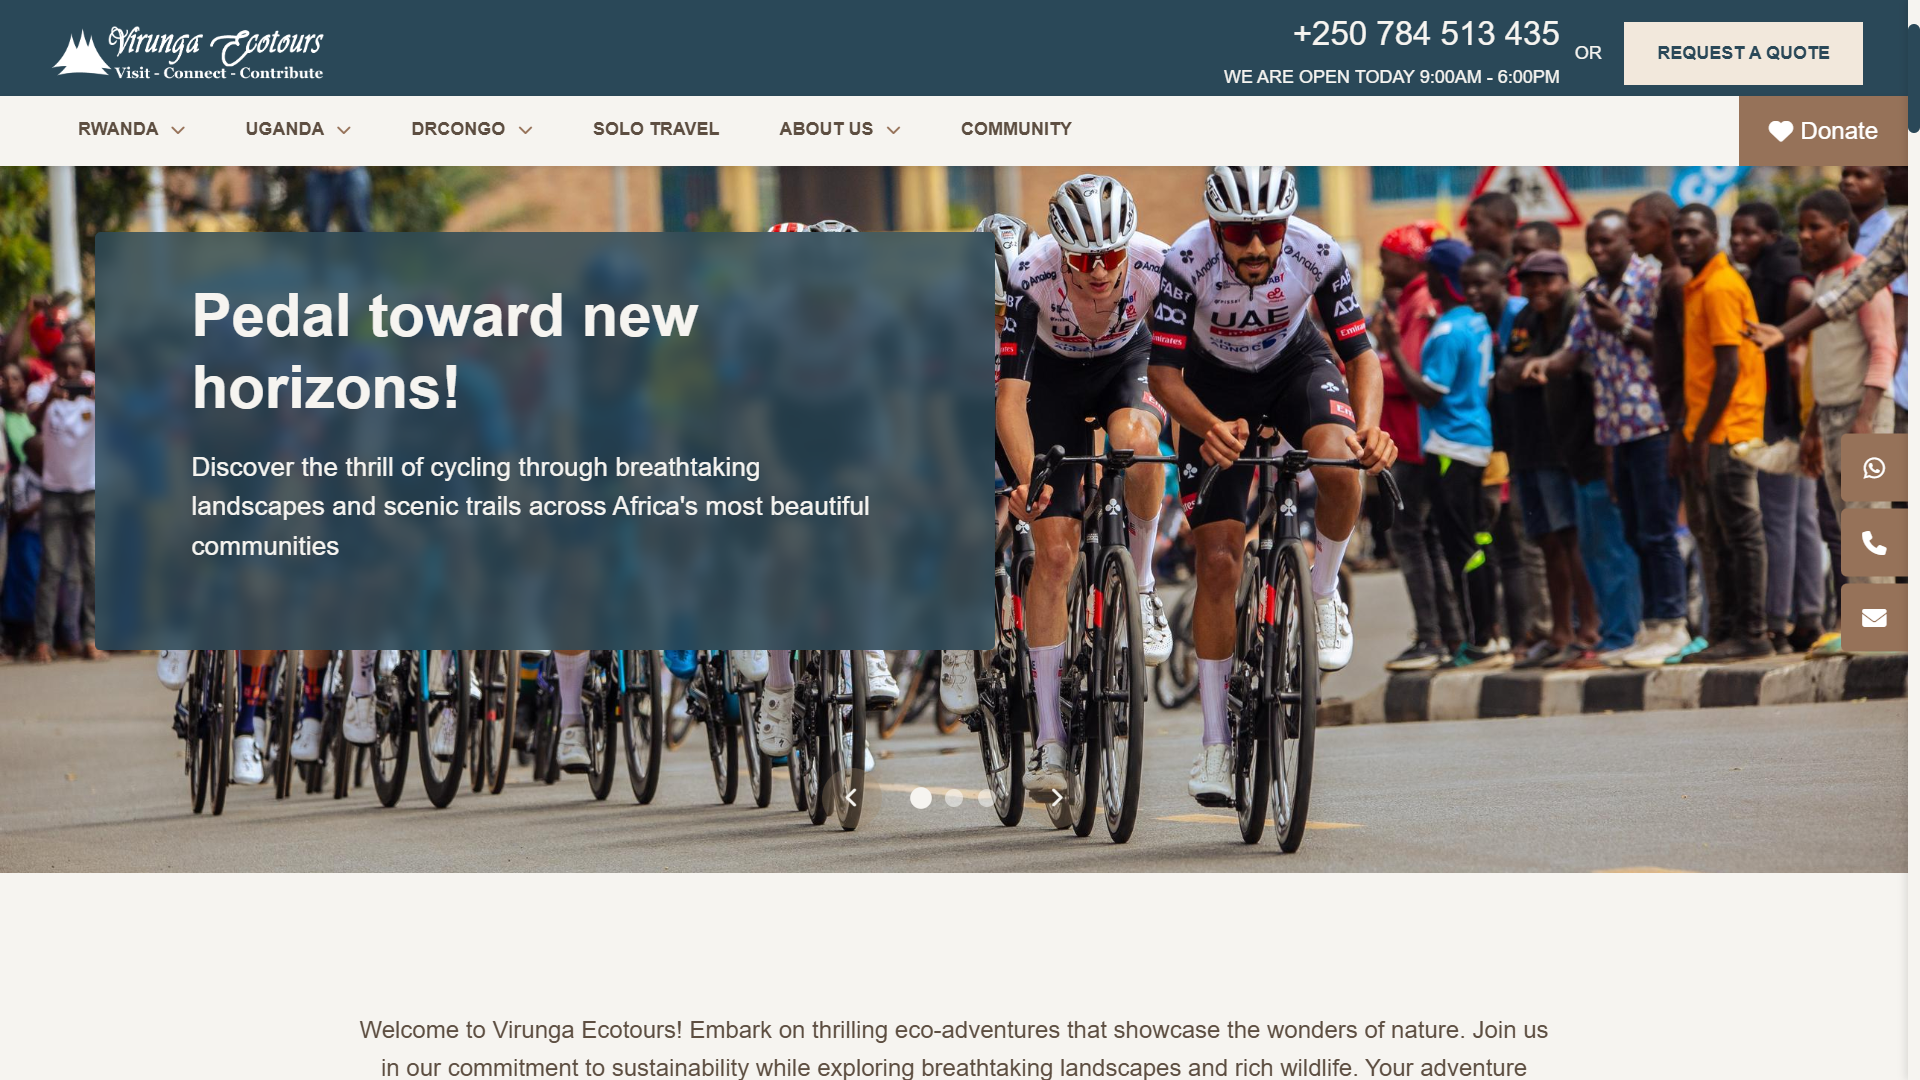 Virunga Ecotours
Visit - Connect - Contribute
+250 784 513 435
WE ARE OPEN TODAY 9:00AM - 6:00PM
OR
REQUEST A QUOTE
RWANDA
UGANDA
DRCONGO
SOLO TRAVEL
ABOUT US
COMMUNITY
Donate
Pedal toward new
horizons!
Discover the thrill of cycling through breathtaking
landscapes and scenic trails across Africa's most beautiful
communities
Analog
UAE
Emirates
ADNOC
Welcome to Virunga Ecotours! Embark on thrilling eco-adventures that showcase the wonders of nature. Join us
in our commitment to sustainability while exploring breathtaking landscapes and rich wildlife. Your adventure